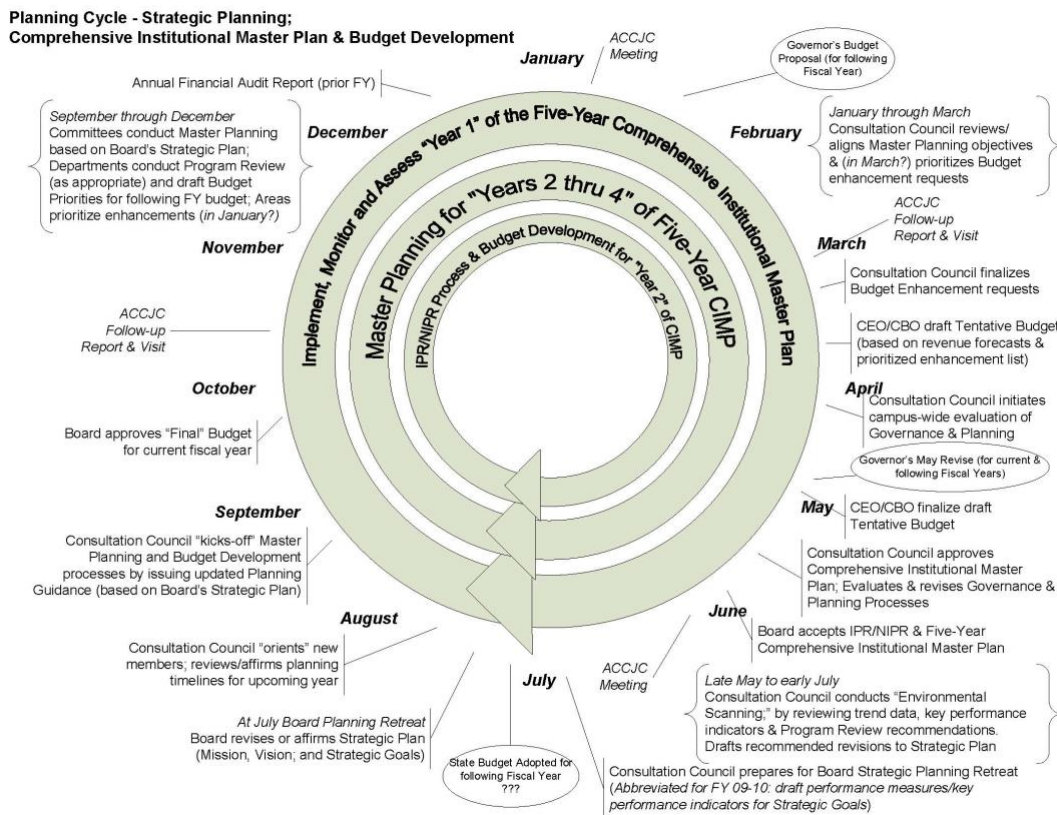 Planning Cycle - Strategic Planning;
Comprehensive Institutional Master Plan & Budget Development
January
ACCJC
Meeting
Governor's Budget
Proposal (for following
Fiscal Year)
Annual Financial Audit Report (prior FY)
September through December
Committees conduct Master Planning
based on Board's Strategic Plan;
Departments conduct Program Review
(as appropriate) and draft Budget
Priorities for following FY budget; Areas
prioritize enhancements (in January?)
December
February
January through March
Consultation Council reviews/
aligns Master Planning objectives
& (in March?) prioritizes Budget
enhancement requests
ACCJC
Follow-up
Report & Visit
March
Consultation Council finalizes
Budget Enhancement requests
CEO/CBO draft Tentative Budget
(based on revenue forecasts &
prioritized enhancement list)
April
Consultation Council initiates
campus-wide evaluation of
Governance & Planning
Governor's May Revise (for current &
following Fiscal Years)
May
CEO/CBO finalize draft
Tentative Budget
Consultation Council approves
Comprehensive Institutional Master
Plan; Evaluates & revises Governance &
Planning Processes
June
Board accepts IPR/NIPR & Five-Year
Comprehensive Institutional Master Plan
ACCJC
Meeting
Late May to early July
Consultation Council conducts "Environmental
Scanning;" by reviewing trend data, key performance
indicators & Program Review recommendations.
Drafts recommended revisions to Strategic Plan
July
Consultation Council prepares for Board Strategic Planning Retreat
(Abbreviated for FY 09-10: draft performance measures/key
performance indicators for Strategic Goals)
State Budget Adopted for
following Fiscal Year
???
At July Board Planning Retreat
Board revises or affirms Strategic Plan
(Mission, Vision; and Strategic Goals)
August
Consultation Council "orients" new
members; reviews/affirms planning
timelines for upcoming year
September
Consultation Council "kicks-off" Master
Planning and Budget Development
processes by issuing updated Planning
Guidance (based on Board's Strategic Plan)
October
Board approves "Final" Budget
for current fiscal year
ACCJC
Follow-up
Report & Visit
November
Implement, Monitor and Assess "Year 1" of the Five-Year Comprehensive Institutional Master Plan
Master Planning for "Years 2 thru 4" of Five-Year CIMP
IPR/NIPR Process & Budget Development for "Year 2" of CIMP